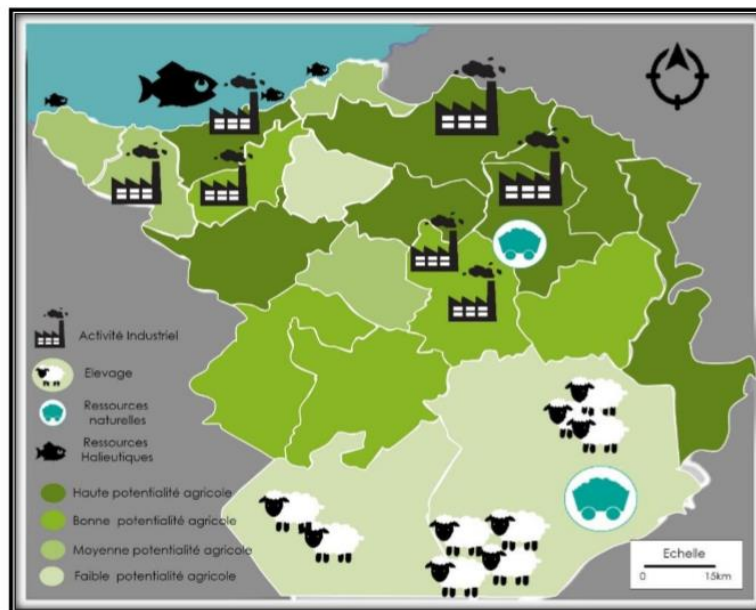 Activité Industriel
Elevage
Ressources
naturelles
Ressources
Halieutiques
Haute potentialité agricole
Bonne potentialité agricole
Moyenne potentialité agricole
Faible potentialité agricole
Echelle
0 15km